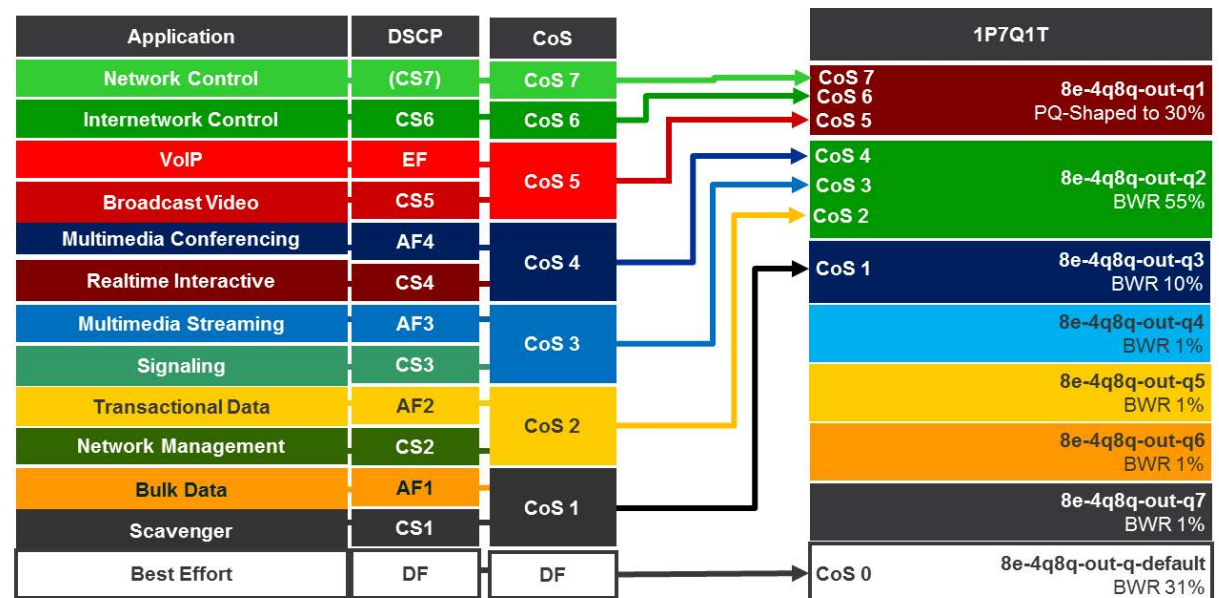 Application DSCP CoS 1P7Q1T
Network Control (CS7) CoS 7 CoS 7 8e-4q8q-out-q1
Internetwork Control CS6 CoS 6 CoS 6 PQ-Shaped to 30%
CoS 5
VoIP EF CoS 5 CoS 4
Broadcast Video CS5 CoS 3 8e-4q8q-out-q2
CoS 2 BWR 55%
Multimedia Conferencing AF4 CoS 4
Realtime Interactive CS4 CoS 1 8e-4q8q-out-q3
BWR 10%
Multimedia Streaming AF3 CoS 3 8e-4q8q-out-q4
BWR 1%
Signaling CS3
Transactional Data AF2 CoS 2 8e-4q8q-out-q5
BWR 1%
Network Management CS2 8e-4q8q-out-q6
BWR 1%
Bulk Data AF1 CoS 1 8e-4q8q-out-q7
BWR 1%
Scavenger CS1
Best Effort DF DF CoS 0 8e-4q8q-out-q-default
BWR 31%